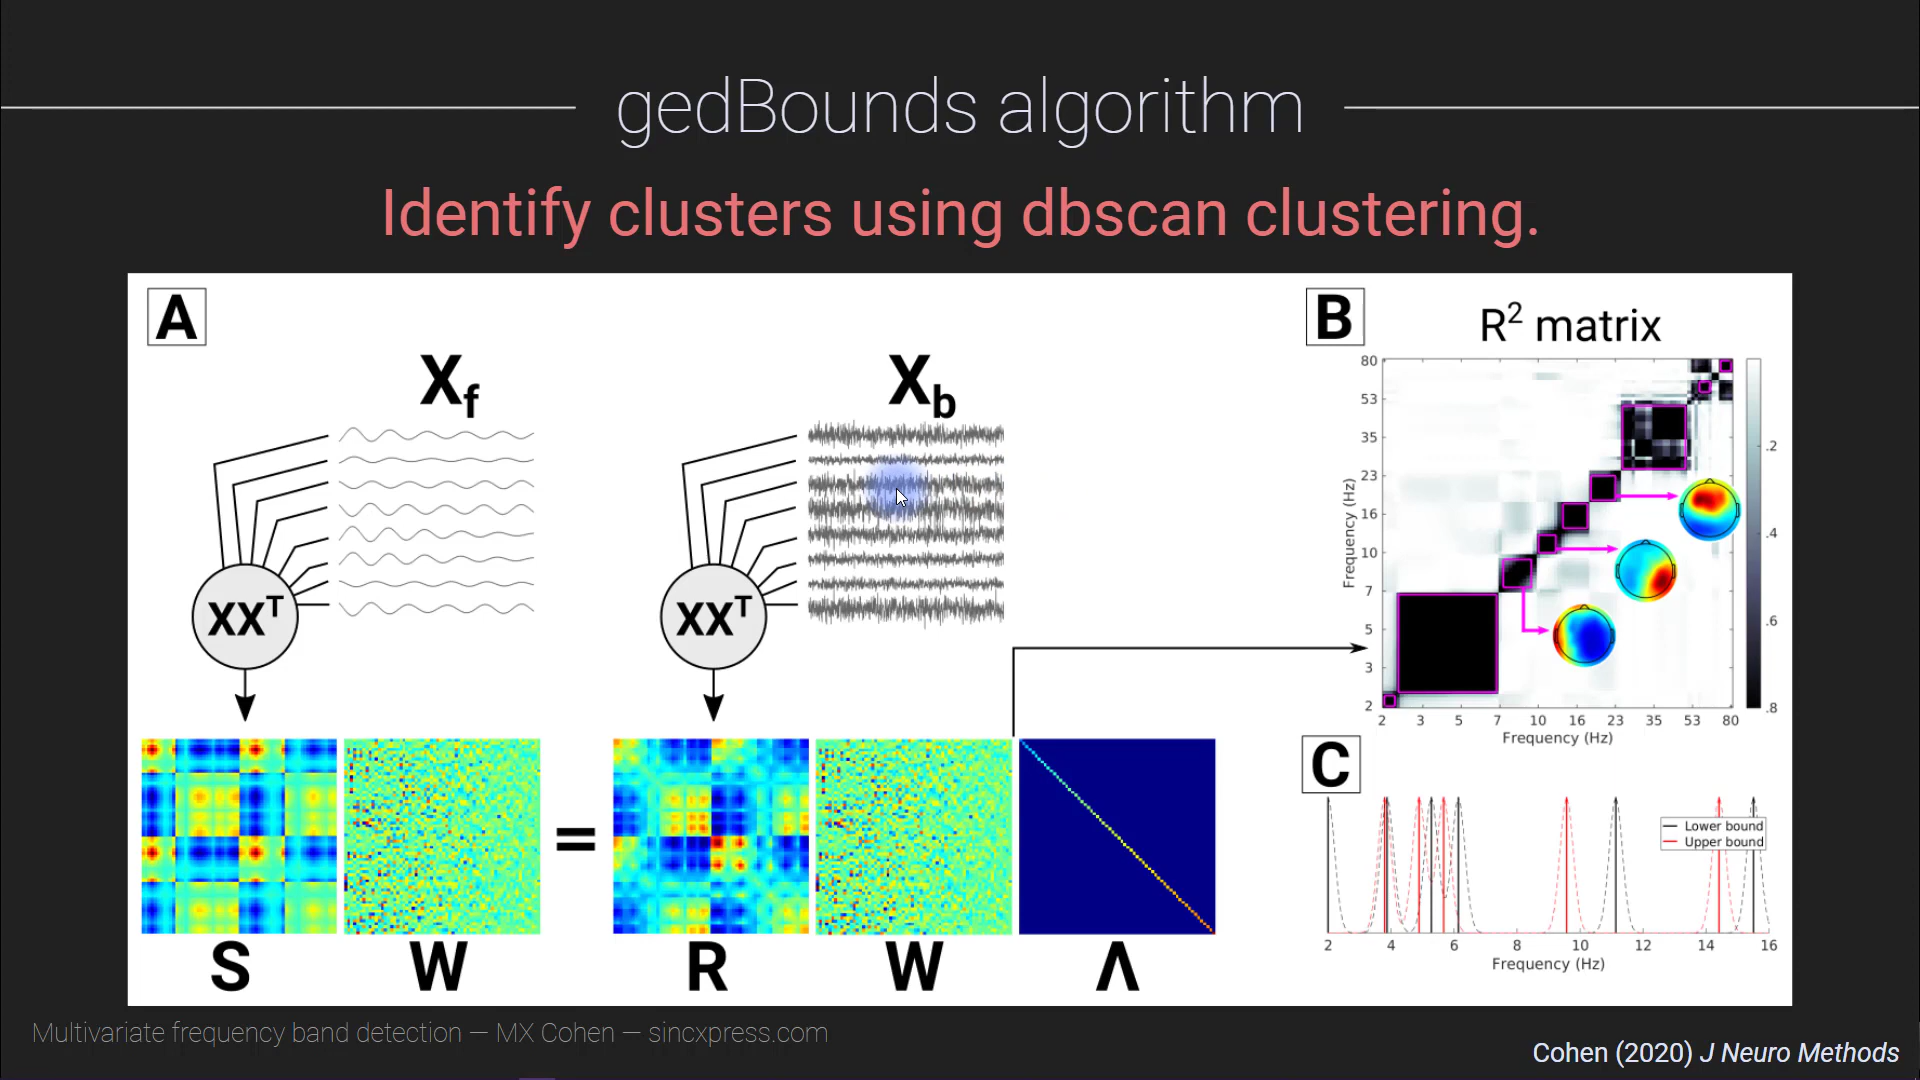 gedBounds algorithm
Identify clusters using dbscan clustering.
A
X_f
X_b
XX^T
XX^T
S W = R W Λ
B
R² matrix
80
53
35
23
16
10
7
5
3
2
Frequency (Hz)
2 3 5 7 10 16 23 35 53 80
Frequency (Hz)
.2
.4
.6
.8
C
Lower bound
Upper bound
2 4 6 8 10 12 14 16
Frequency (Hz)
Multivariate frequency band detection — MX Cohen — sincxpress.com
Cohen (2020) J Neuro Methods